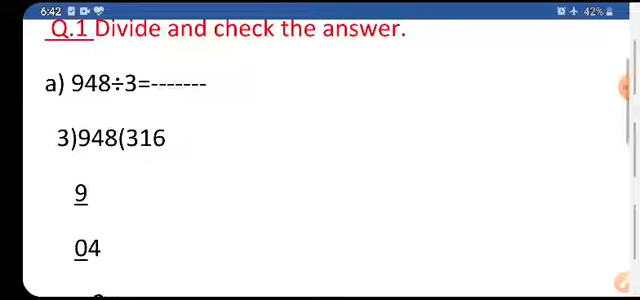 6:42
42%
Q.1 Divide and check the answer.
a) 948÷3=-------
3)948(316
9
04